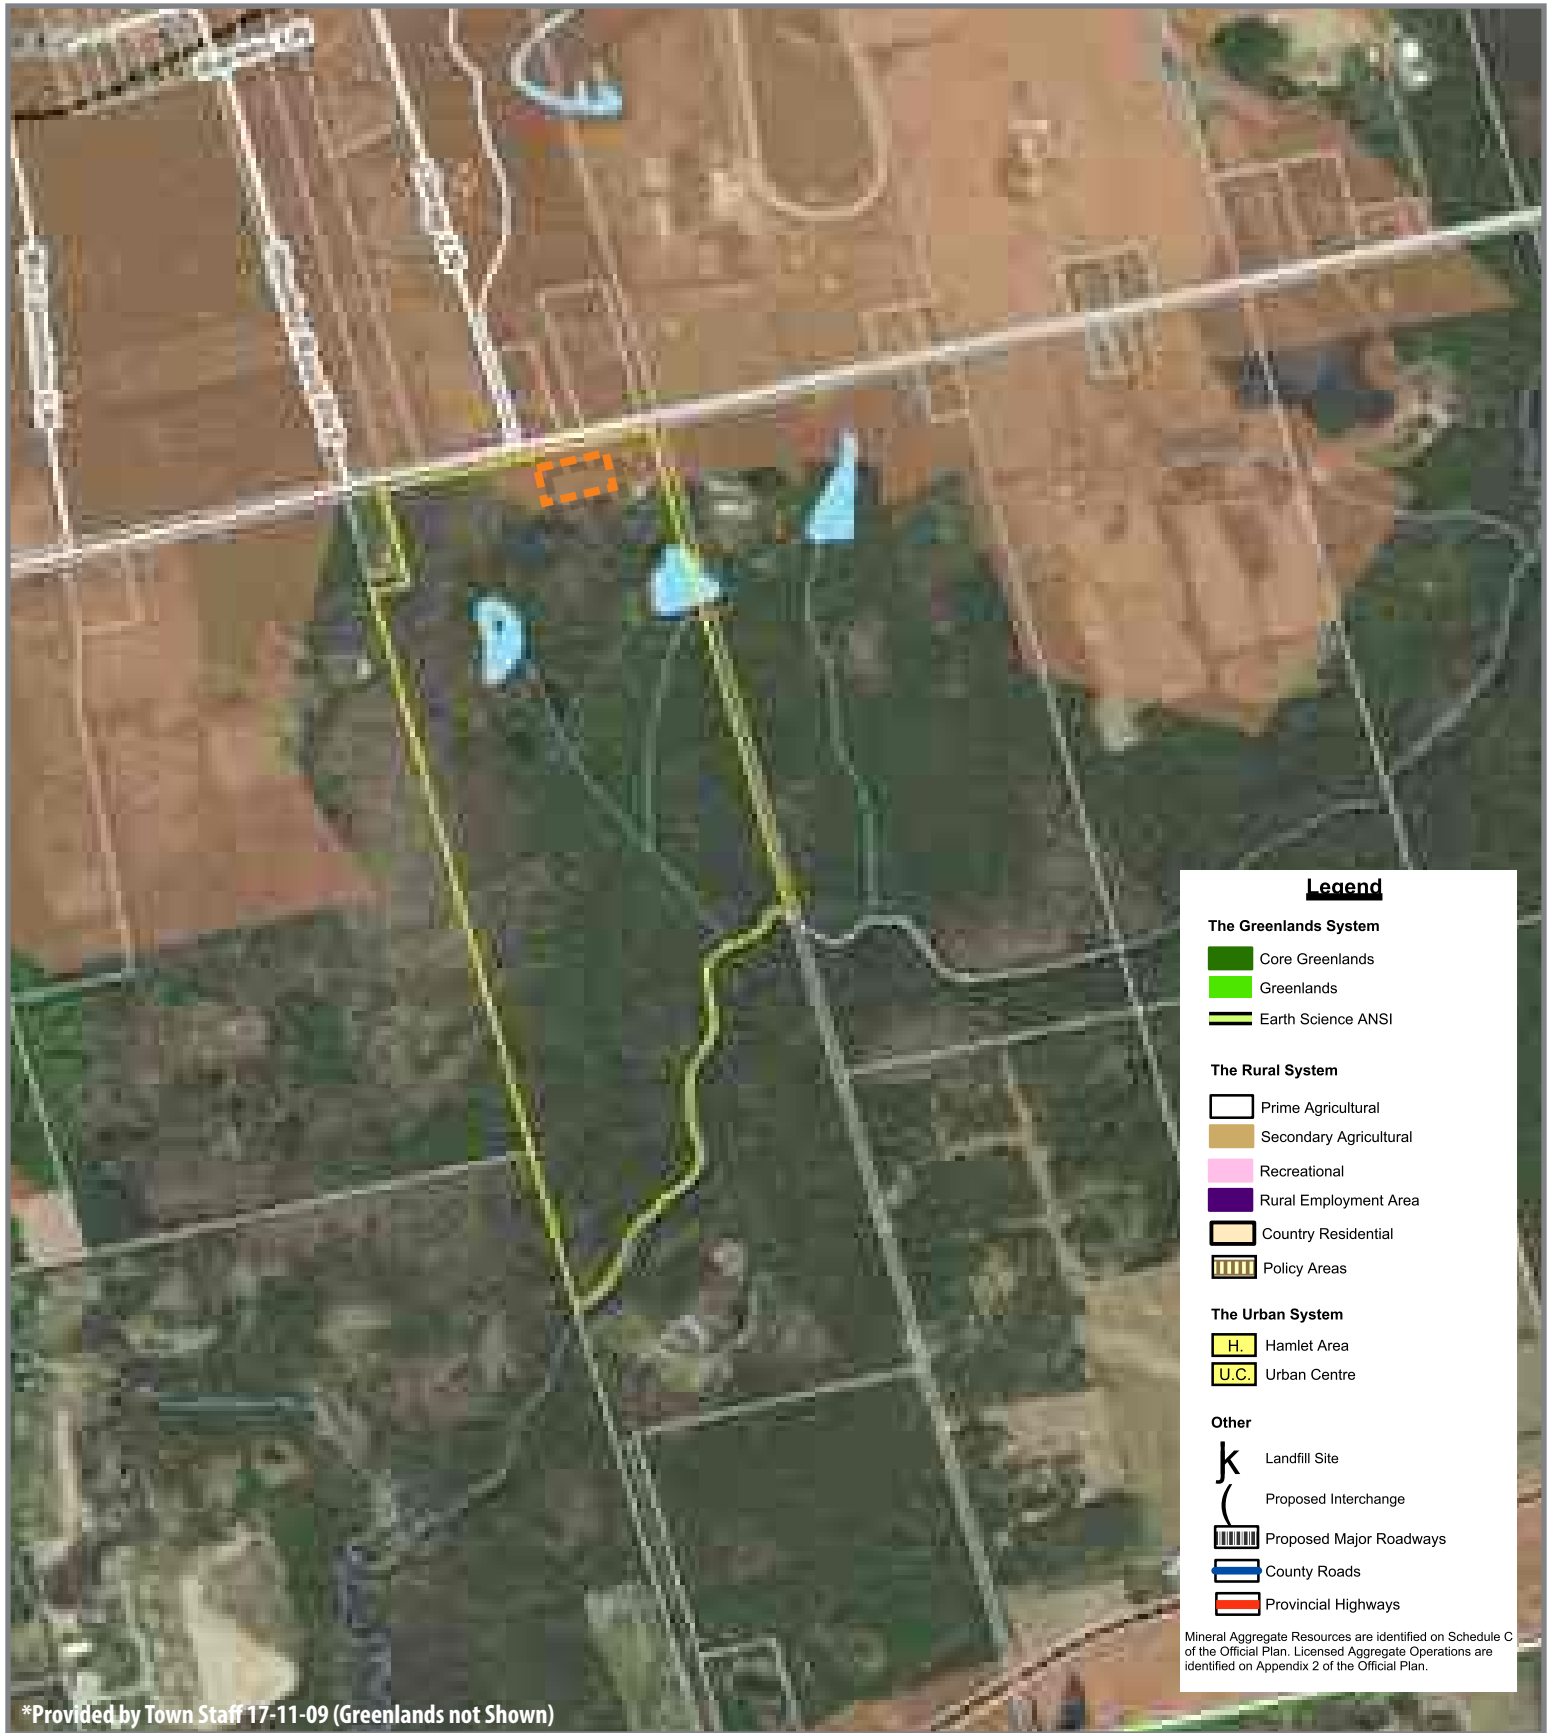 Legend
The Greenlands System
Core Greenlands
Greenlands
Earth Science ANSI
The Rural System
Prime Agricultural
Secondary Agricultural
Recreational
Rural Employment Area
Country Residential
Policy Areas
The Urban System
H. Hamlet Area
U.C. Urban Centre
Other
Landfill Site
Proposed Interchange
Proposed Major Roadways
County Roads
Provincial Highways
Mineral Aggregate Resources are identified on Schedule C
of the Official Plan. Licensed Aggregate Operations are
identified on Appendix 2 of the Official Plan.
*Provided by Town Staff 17-11-09 (Greenlands not Shown)